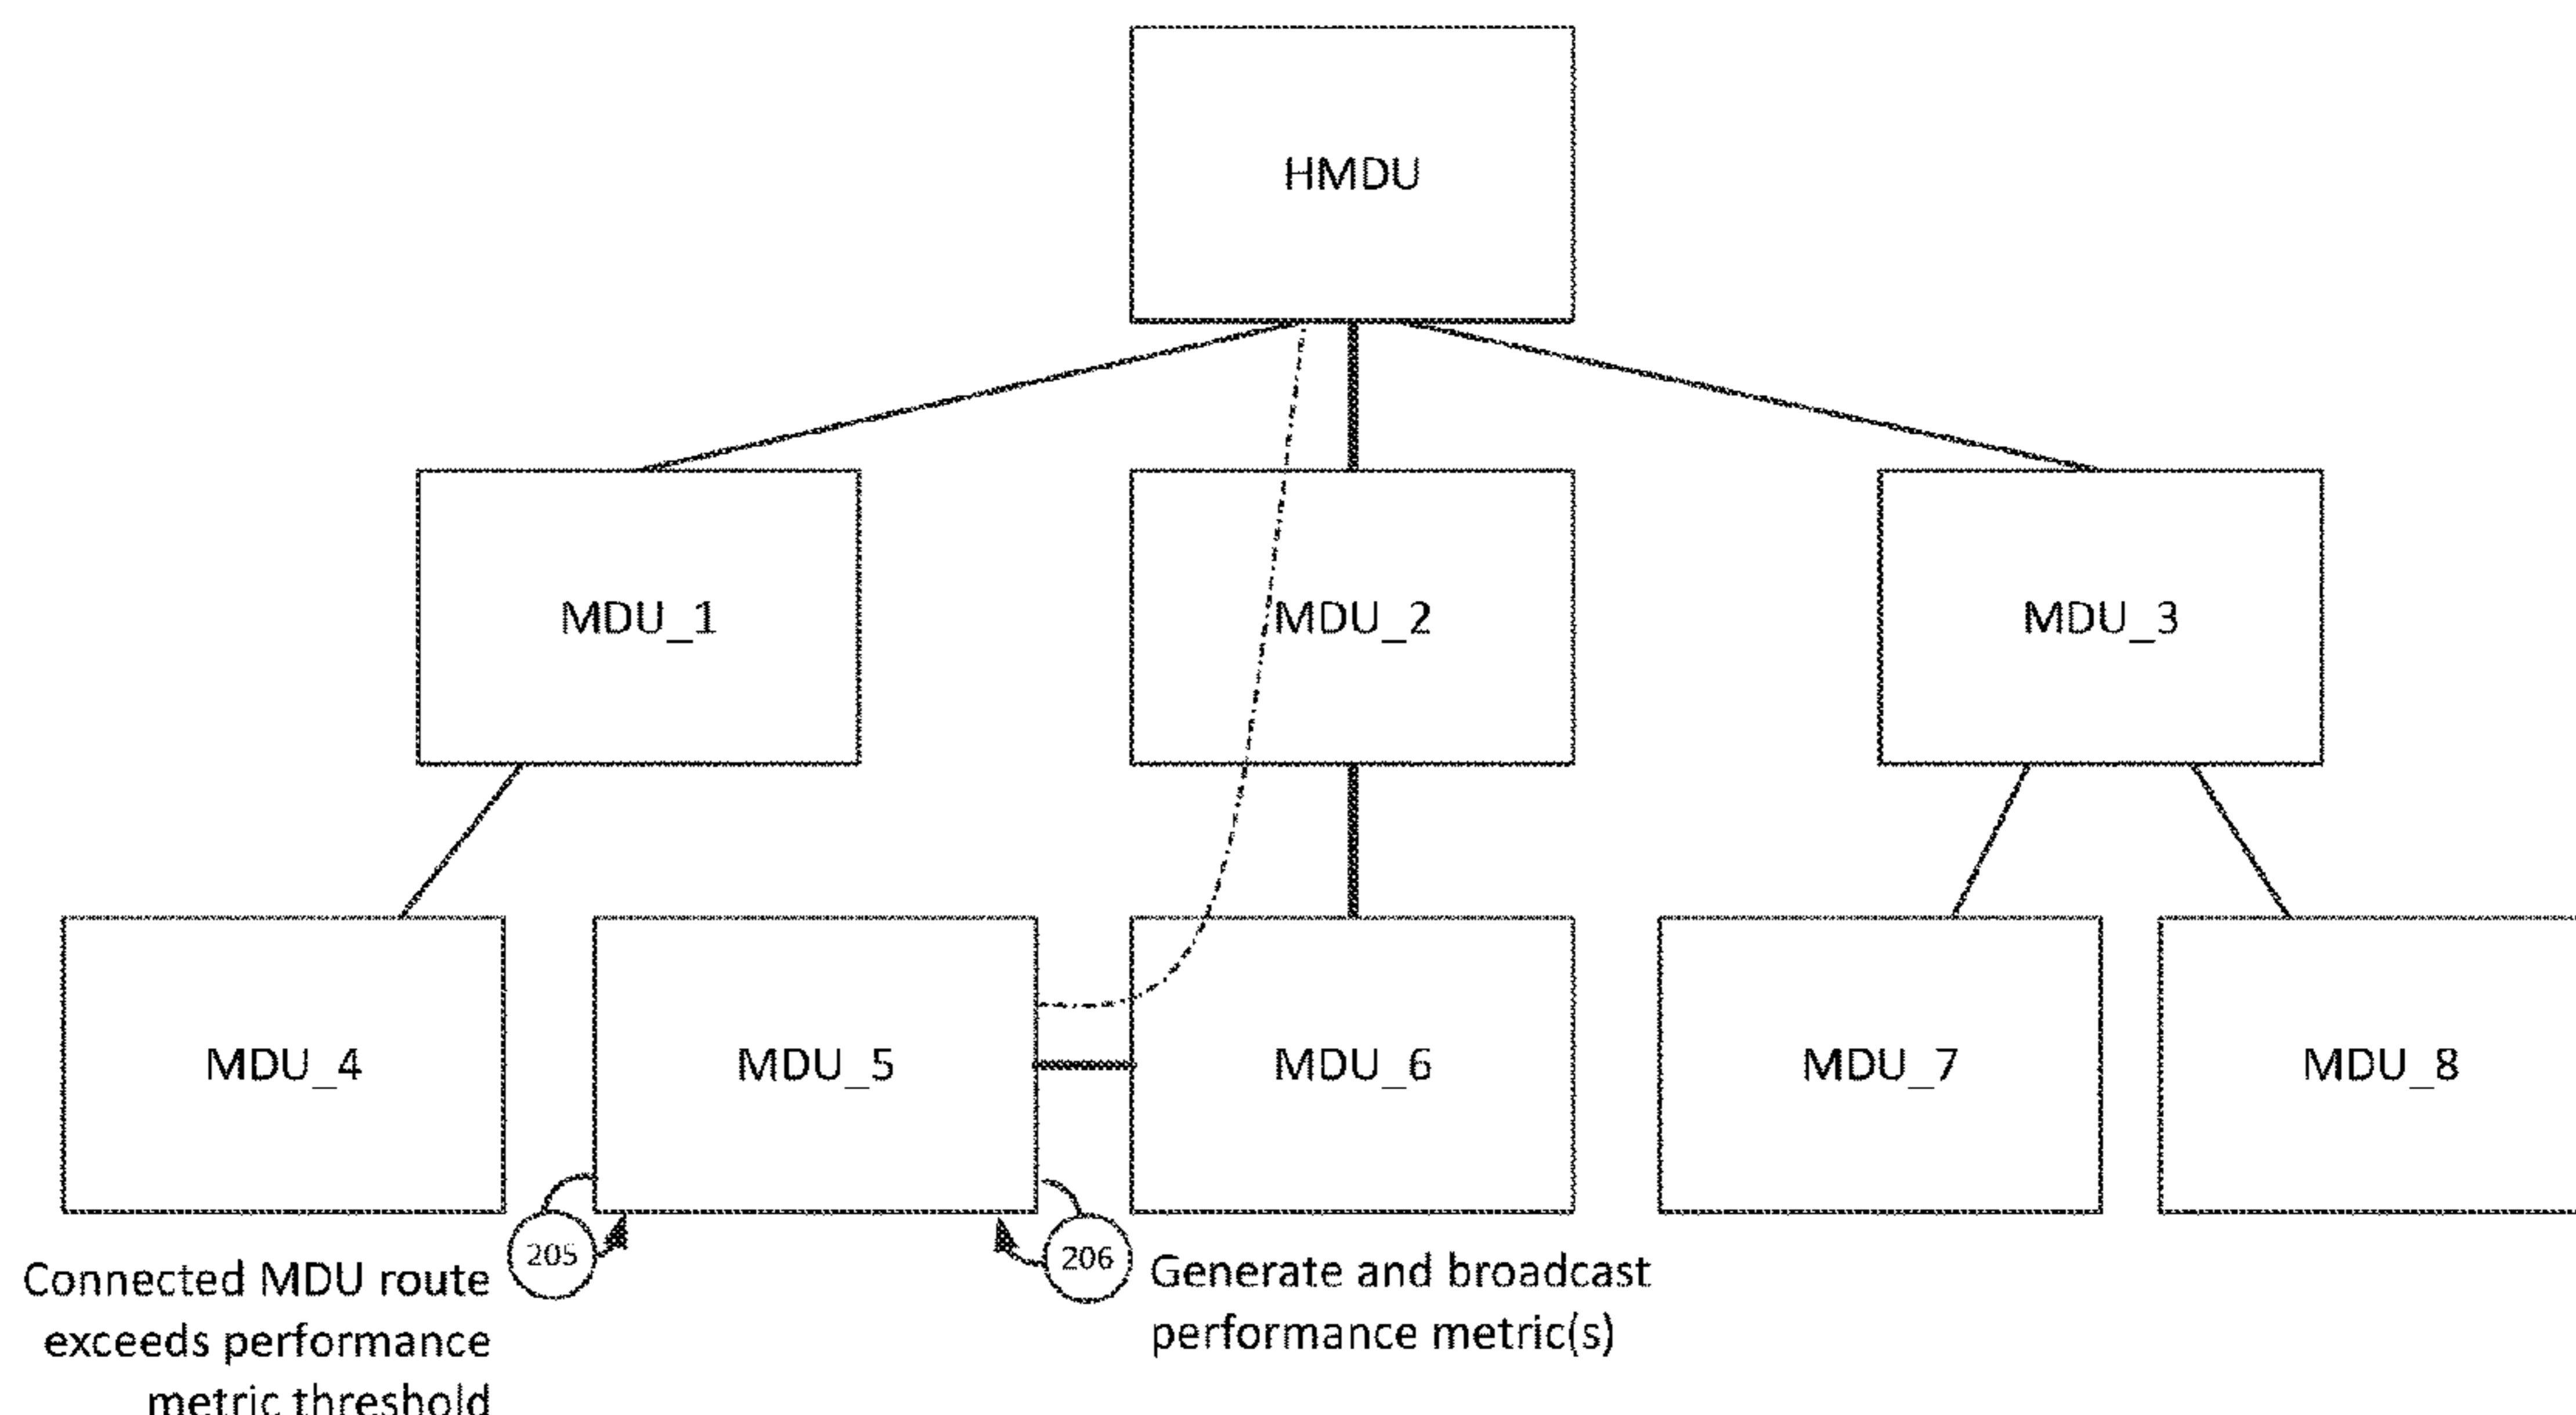 HMDU
MDU_1
MDU_2
MDU_3
MDU_4
MDU_5
MDU_6
MDU_7
MDU_8
205
206
Connected MDU route
exceeds performance
metric threshold
Generate and broadcast
performance metric(s)